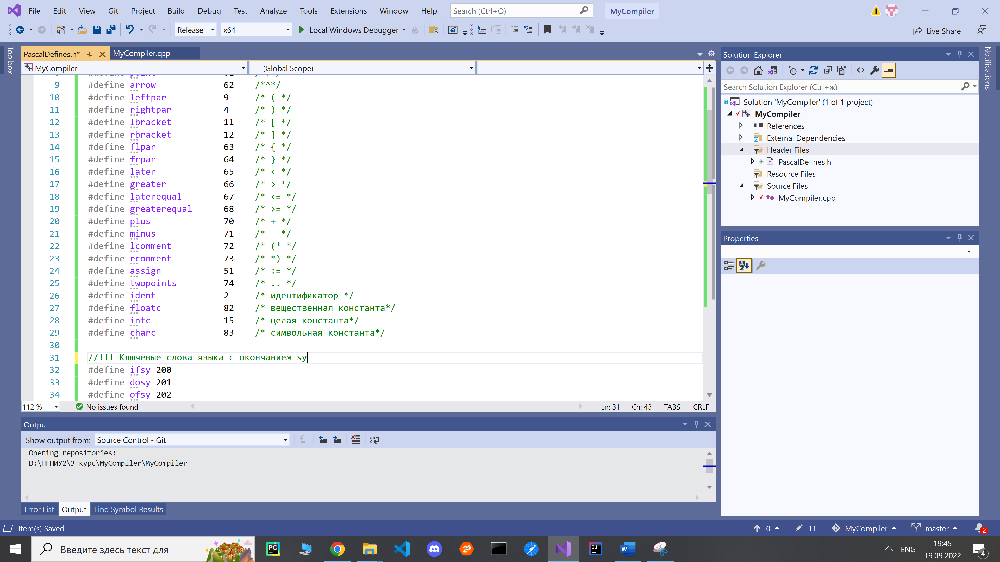 File Edit View Git Project Build Debug Test Analyze Tools Extensions Window Help Search (Ctrl+Q) MyCompiler
Release x64 Local Windows Debugger Live Share
Toolbox
PascalDefines.h* MyCompiler.cpp
MyCompiler (Global Scope)
9 #define arrow 62 /*^*/
10 #define leftpar 9 /* ( */
11 #define rightpar 4 /* ) */
12 #define lbracket 11 /* [ */
13 #define rbracket 12 /* ] */
14 #define flpar 63 /* { */
15 #define frpar 64 /* } */
16 #define later 65 /* < */
17 #define greater 66 /* > */
18 #define laterequal 67 /* <= */
19 #define greaterequal 68 /* >= */
20 #define plus 70 /* + */
21 #define minus 71 /* - */
22 #define lcomment 72 /* (* */
23 #define rcomment 73 /* *) */
24 #define assign 51 /* := */
25 #define twopoints 74 /* .. */
26 #define ident 2 /* идентификатор */
27 #define floatc 82 /* вещественная константа*/
28 #define intc 15 /* целая константа*/
29 #define charc 83 /* символьная константа*/
30
31 //!!! Ключевые слова языка с окончанием sy
32 #define ifsy 200
33 #define dosy 201
34 #define ofsy 202
112 % No issues found Ln: 31 Ch: 43 TABS CRLF
Output
Show output from: Source Control - Git
Opening repositories:
D:\ПГНИУ2\3 курс\MyCompiler\MyCompiler
Error List Output Find Symbol Results
Solution Explorer
Search Solution Explorer (Ctrl+ж)
Solution 'MyCompiler' (1 of 1 project)
MyCompiler
References
External Dependencies
Header Files
PascalDefines.h
Resource Files
Source Files
MyCompiler.cpp
Properties
Notifications
Item(s) Saved 0 11 MyCompiler master 2
Введите здесь текст для ENG 19:45
19.09.2022 4